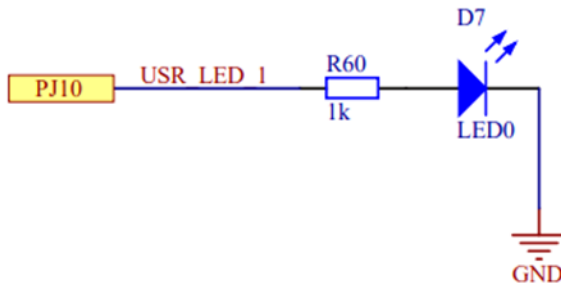 D7
PJ10
USR_LED_1
R60
1k
LED0
GND